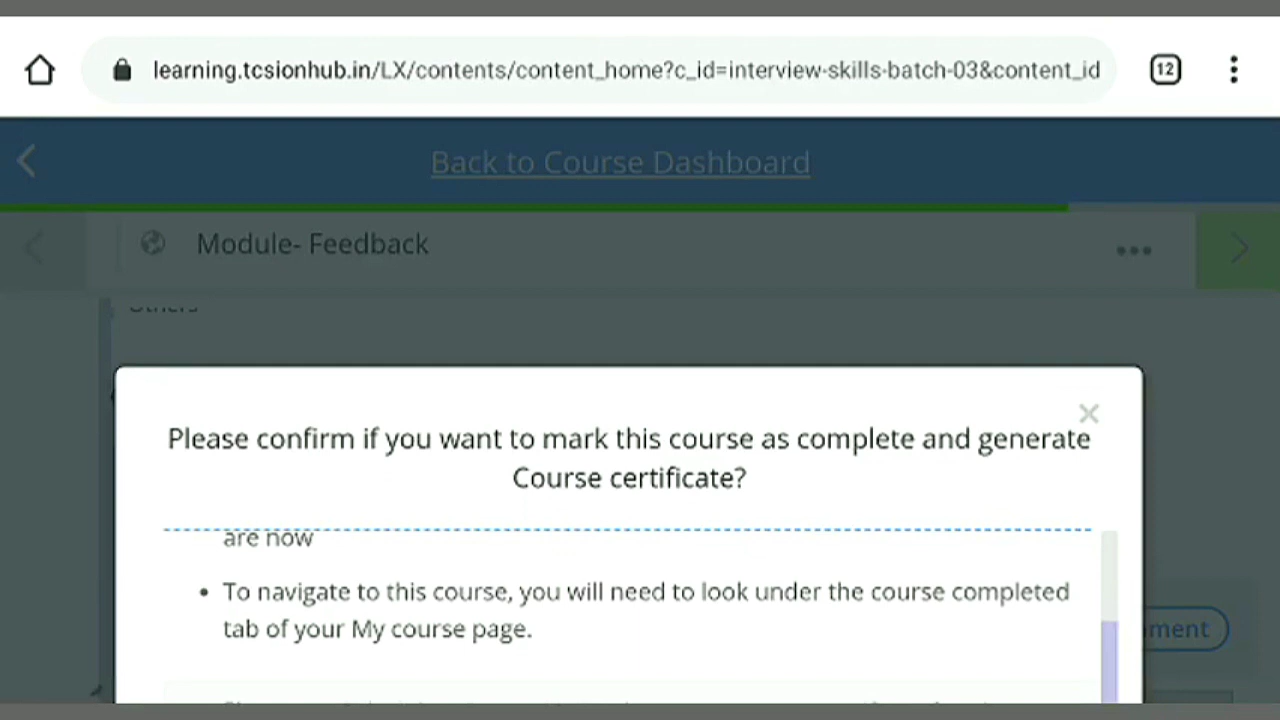 learning.tcsionhub.in/LX/contents/content_home?c_id=interview-skills-batch-03&content_id
12
Back to Course Dashboard
Module- Feedback
Others
Please confirm if you want to mark this course as complete and generate
Course certificate?
are now
• To navigate to this course, you will need to look under the course completed
tab of your My course page.